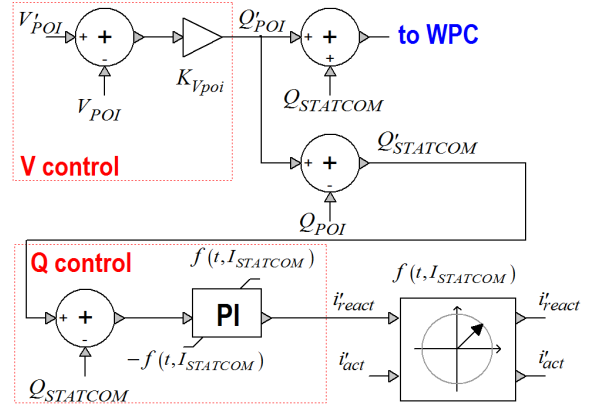 V'POI
+
+
-
VPOI
KVpoi
Q'POI
+
+
+
to WPC
QSTATCOM
V control
+
+
-
Q'STATCOM
QPOI
Q control
f(t, ISTATCOM)
+
+
-
PI
-f(t, ISTATCOM)
QSTATCOM
i'react
f(t, ISTATCOM)
i'react
i'act
i'act